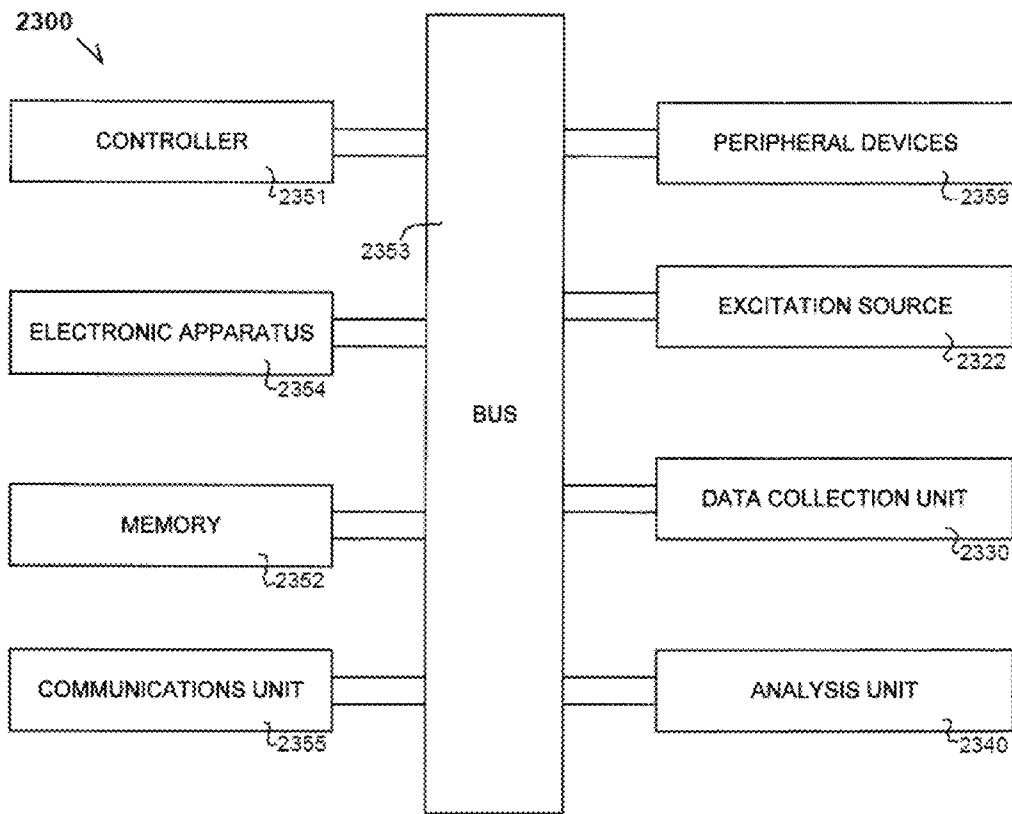 2300
CONTROLLER
2351
ELECTRONIC APPARATUS
2354
MEMORY
2352
COMMUNICATIONS UNIT
2355
2353
BUS
PERIPHERAL DEVICES
2359
EXCITATION SOURCE
2322
DATA COLLECTION UNIT
2330
ANALYSIS UNIT
2340